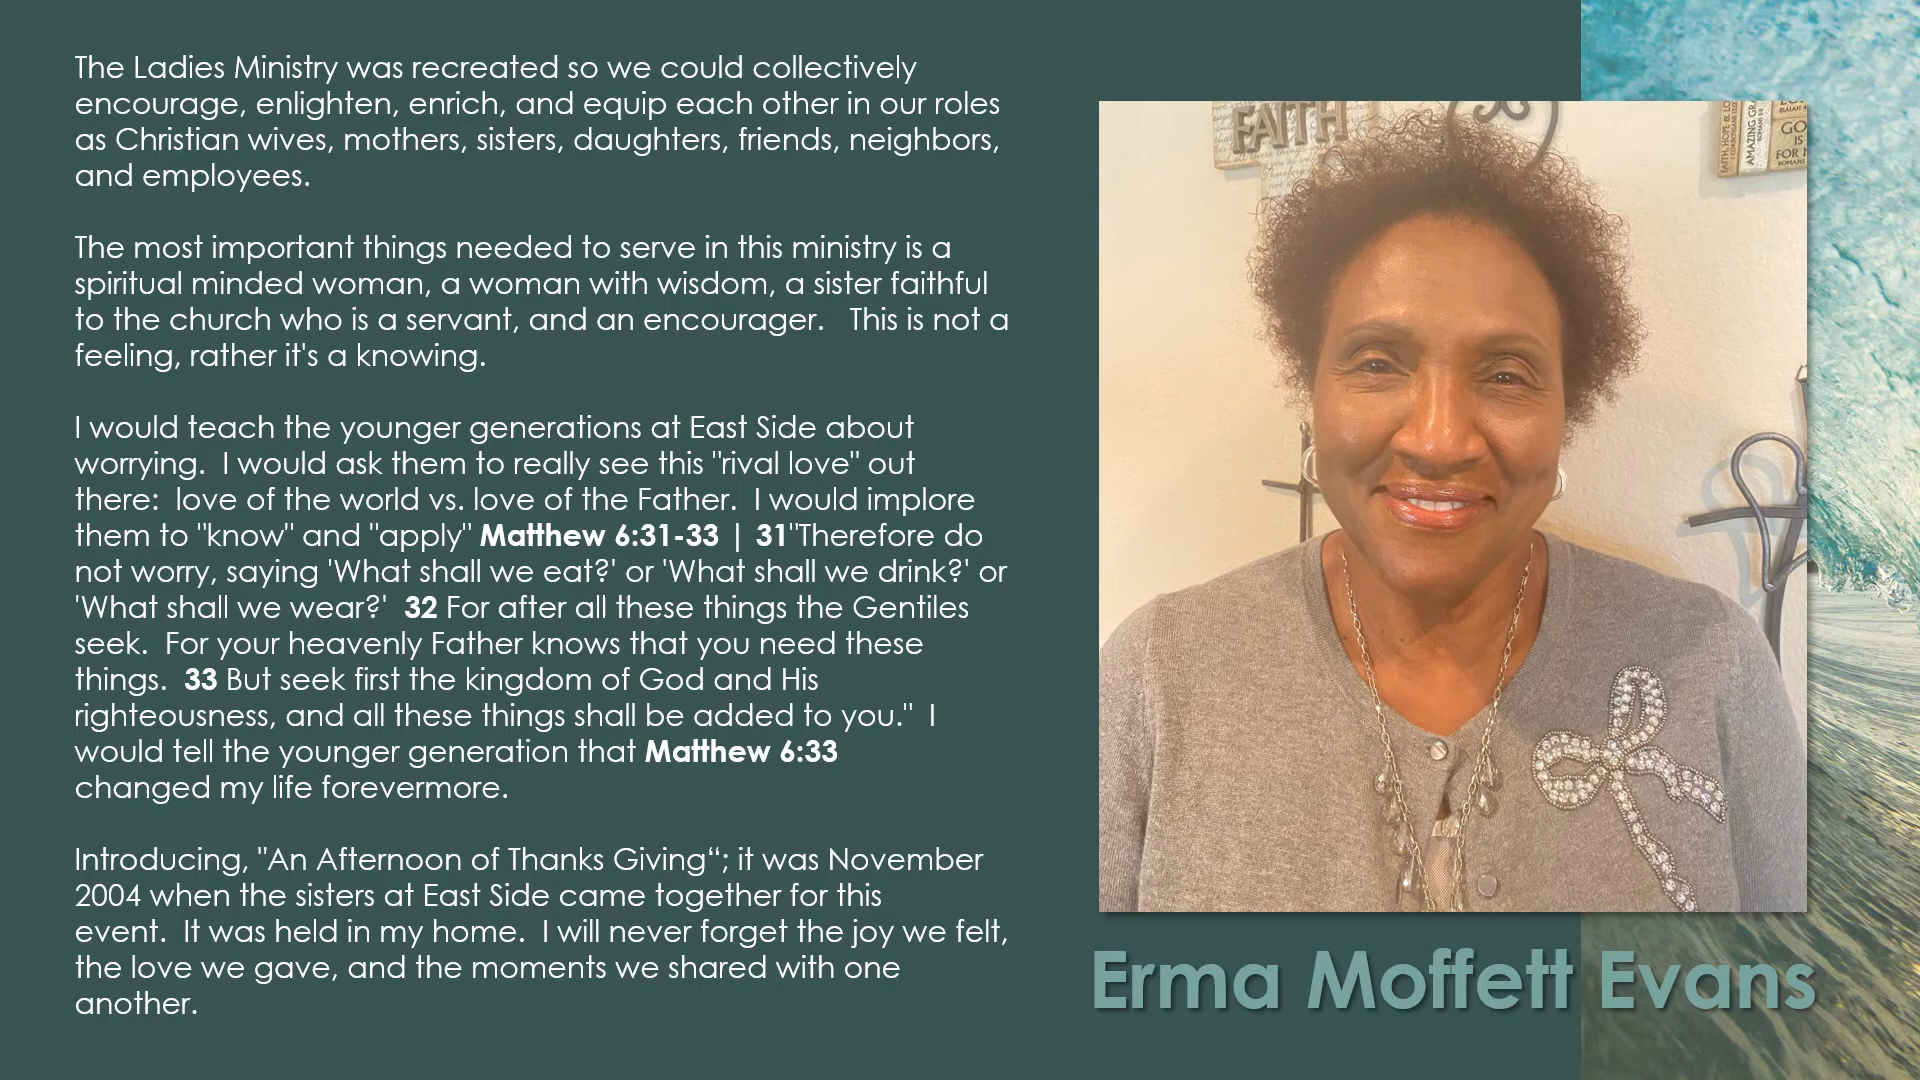 The Ladies Ministry was recreated so we could collectively
encourage, enlighten, enrich, and equip each other in our roles
as Christian wives, mothers, sisters, daughters, friends, neighbors,
and employees.
The most important things needed to serve in this ministry is a
spiritual minded woman, a woman with wisdom, a sister faithful
to the church who is a servant, and an encourager.   This is not a
feeling, rather it's a knowing.
I would teach the younger generations at East Side about
worrying.  I would ask them to really see this "rival love" out
there:  love of the world vs. love of the Father.  I would implore
them to "know" and "apply" Matthew 6:31-33 | 31"Therefore do
not worry, saying 'What shall we eat?' or 'What shall we drink?' or
'What shall we wear?'  32 For after all these things the Gentiles
seek.  For your heavenly Father knows that you need these
things.  33 But seek first the kingdom of God and His
righteousness, and all these things shall be added to you."  I
would tell the younger generation that Matthew 6:33
changed my life forevermore.
Introducing, "An Afternoon of Thanks Giving“; it was November
2004 when the sisters at East Side came together for this
event.  It was held in my home.  I will never forget the joy we felt,
the love we gave, and the moments we shared with one
another.
FAITH
AMAZING
GO
IS
FOR
Erma Moffett Evans